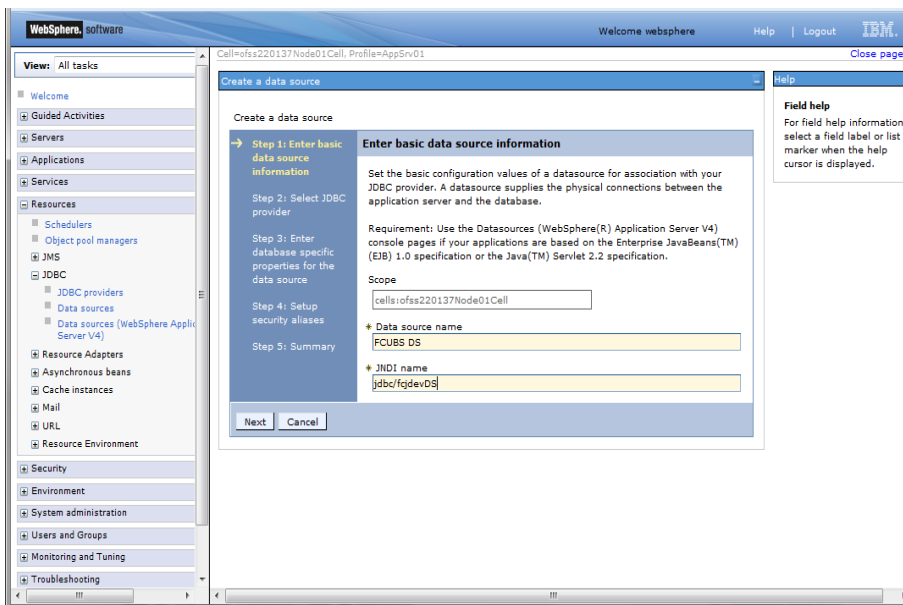 WebSphere. software
Welcome websphere
Help | Logout
IBM.
View: All tasks
Welcome
Guided Activities
Servers
Applications
Services
Resources
Schedulers
Object pool managers
JMS
JDBC
JDBC providers
Data sources
Data sources (WebSphere Applic
Server V4)
Resource Adapters
Asynchronous beans
Cache instances
Mail
URL
Resource Environment
Security
Environment
System administration
Users and Groups
Monitoring and Tuning
Troubleshooting
Cell=ofss220137Node01Cell, Profile=AppSrv01
Close page
Create a data source
Create a data source
Step 1: Enter basic
data source
information
Step 2: Select JDBC
provider
Step 3: Enter
database specific
properties for the
data source
Step 4: Setup
security aliases
Step 5: Summary
Enter basic data source information
Set the basic configuration values of a datasource for association with your
JDBC provider. A datasource supplies the physical connections between the
application server and the database.
Requirement: Use the Datasources (WebSphere(R) Application Server V4)
console pages if your applications are based on the Enterprise JavaBeans(TM)
(EJB) 1.0 specification or the Java(TM) Servlet 2.2 specification.
Scope
cells:ofss220137Node01Cell
* Data source name
FCUBS DS
* JNDI name
jdbc/fcjdevDS
Next Cancel
Help
Field help
For field help information
select a field label or list
marker when the help
cursor is displayed.